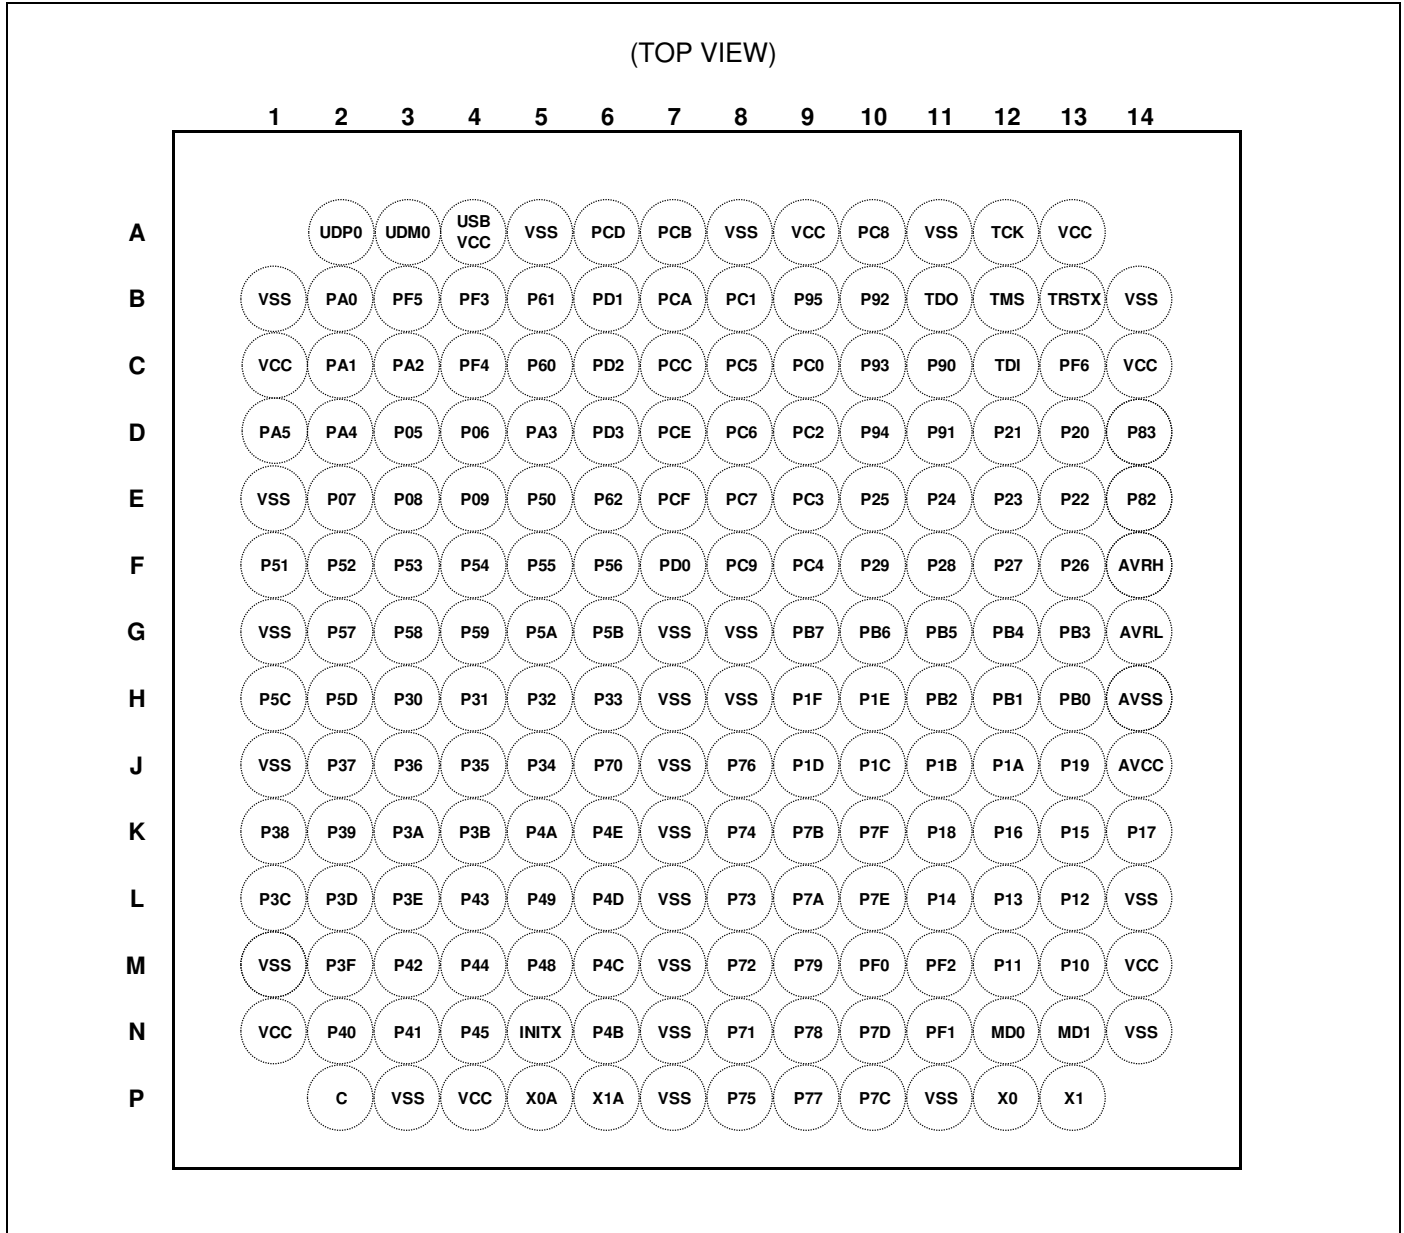 (TOP VIEW)
1 2 3 4 5 6 7 8 9 10 11 12 13 14
A UDP0 UDM0 USB VCC VSS PCD PCB VSS VCC PC8 VSS TCK VCC
B VSS PA0 PF5 PF3 P61 PD1 PCA PC1 P95 P92 TDO TMS TRSTX VSS
C VCC PA1 PA2 PF4 P60 PD2 PCC PC5 PC0 P93 P90 TDI PF6 VCC
D PA5 PA4 P05 P06 PA3 PD3 PCE PC6 PC2 P94 P91 P21 P20 P83
E VSS P07 P08 P09 P50 P62 PCF PC7 PC3 P25 P24 P23 P22 P82
F P51 P52 P53 P54 P55 P56 PD0 PC9 PC4 P29 P28 P27 P26 AVRH
G VSS P57 P58 P59 P5A P5B VSS VSS PB7 PB6 PB5 PB4 PB3 AVRL
H P5C P5D P30 P31 P32 P33 VSS VSS P1F P1E PB2 PB1 PB0 AVSS
J VSS P37 P36 P35 P34 P70 VSS P76 P1D P1C P1B P1A P19 AVCC
K P38 P39 P3A P3B P4A P4E VSS P74 P7B P7F P18 P16 P15 P17
L P3C P3D P3E P43 P49 P4D VSS P73 P7A P7E P14 P13 P12 VSS
M VSS P3F P42 P44 P48 P4C VSS P72 P79 PF0 PF2 P11 P10 VCC
N VCC P40 P41 P45 INITX P4B VSS P71 P78 P7D PF1 MD0 MD1 VSS
P C VSS VCC X0A X1A VSS P75 P77 P7C VSS X0 X1